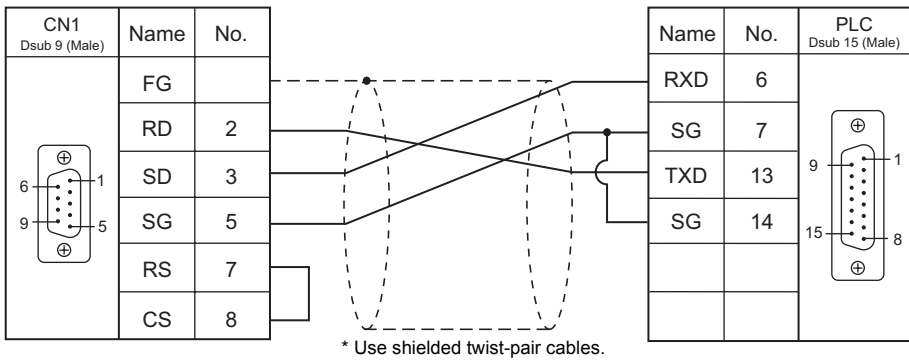 CN1
Dsub 9 (Male)
Name
No.
FG
RD
2
SD
3
SG
5
RS
7
CS
8
6
1
9
5
Name
No.
PLC
Dsub 15 (Male)
RXD
6
SG
7
TXD
13
SG
14
9
1
15
8
* Use shielded twist-pair cables.